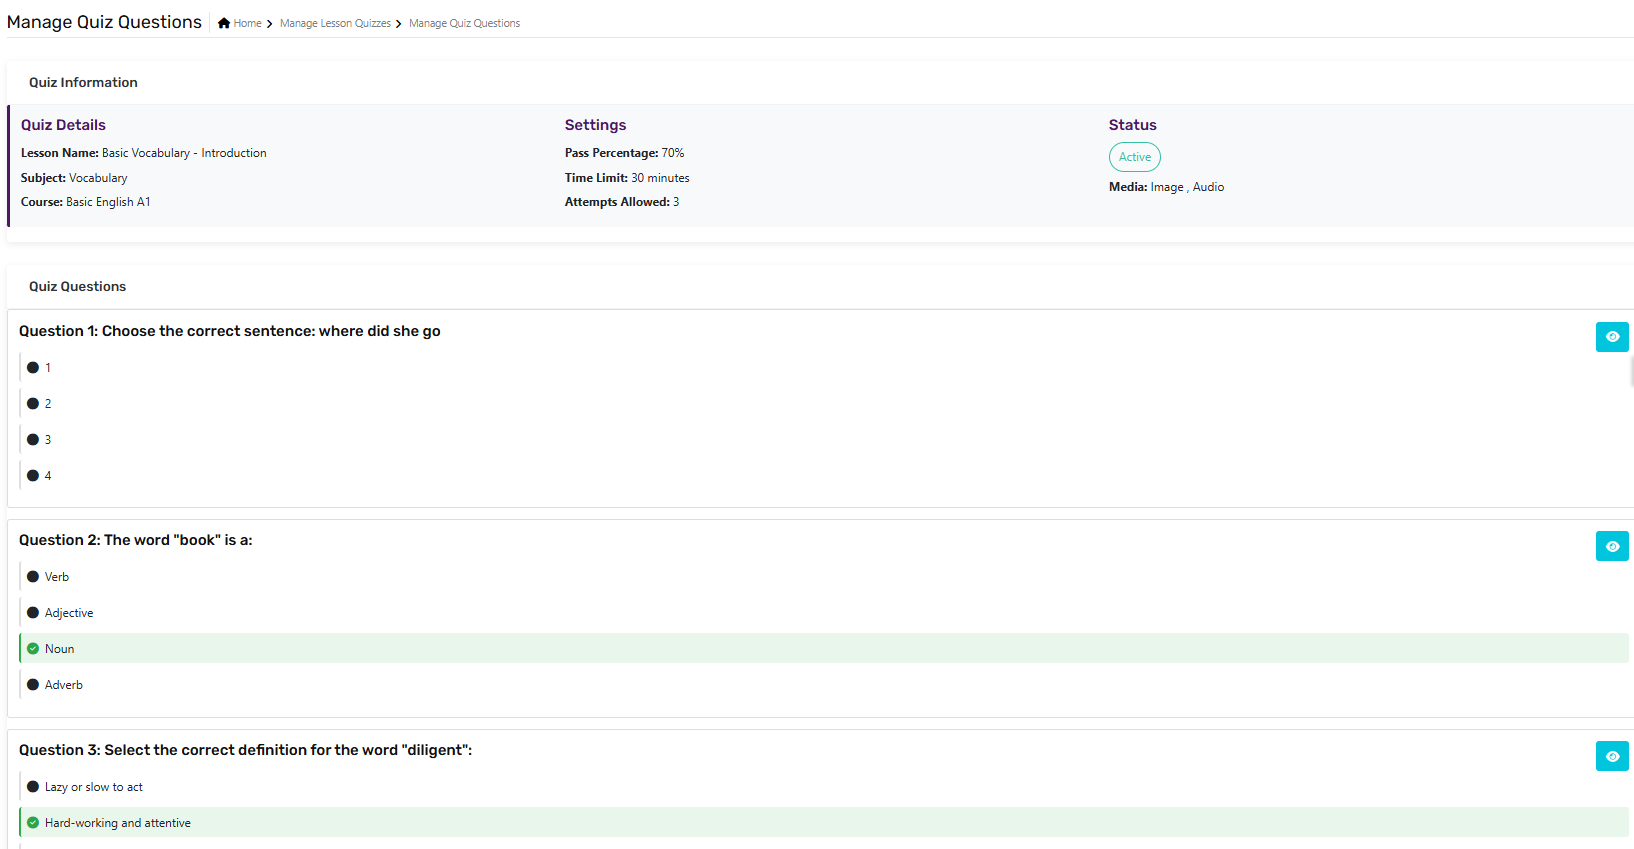 Manage Quiz Questions Home Manage Lesson Quizzes Manage Quiz Questions
Quiz Information
Quiz Details
Lesson Name: Basic Vocabulary - Introduction
Subject: Vocabulary
Course: Basic English A1
Settings
Pass Percentage: 70%
Time Limit: 30 minutes
Attempts Allowed: 3
Status
Active
Media: Image , Audio
Quiz Questions
Question 1: Choose the correct sentence: where did she go
1
2
3
4
Question 2: The word "book" is a:
Verb
Adjective
Noun
Adverb
Question 3: Select the correct definition for the word "diligent":
Lazy or slow to act
Hard-working and attentive